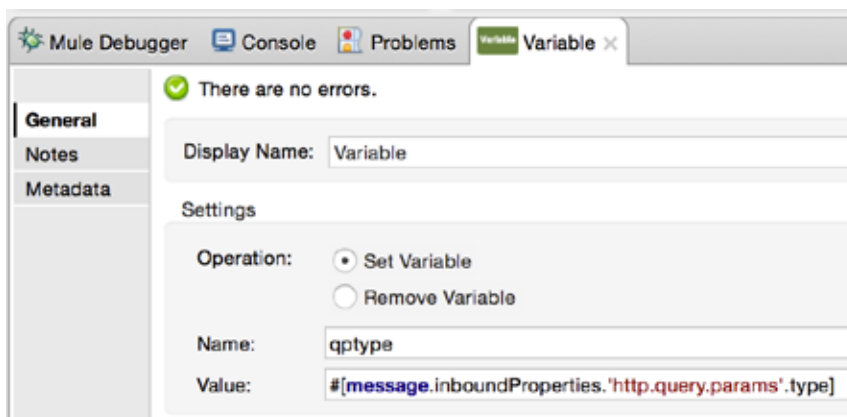 Mule Debugger Console Problems Variable Variable
There are no errors.
General
Notes
Metadata
Display Name: Variable
Settings
Operation: Set Variable
Remove Variable
Name: qptype
Value: #[message.inboundProperties.'http.query.params'.type]